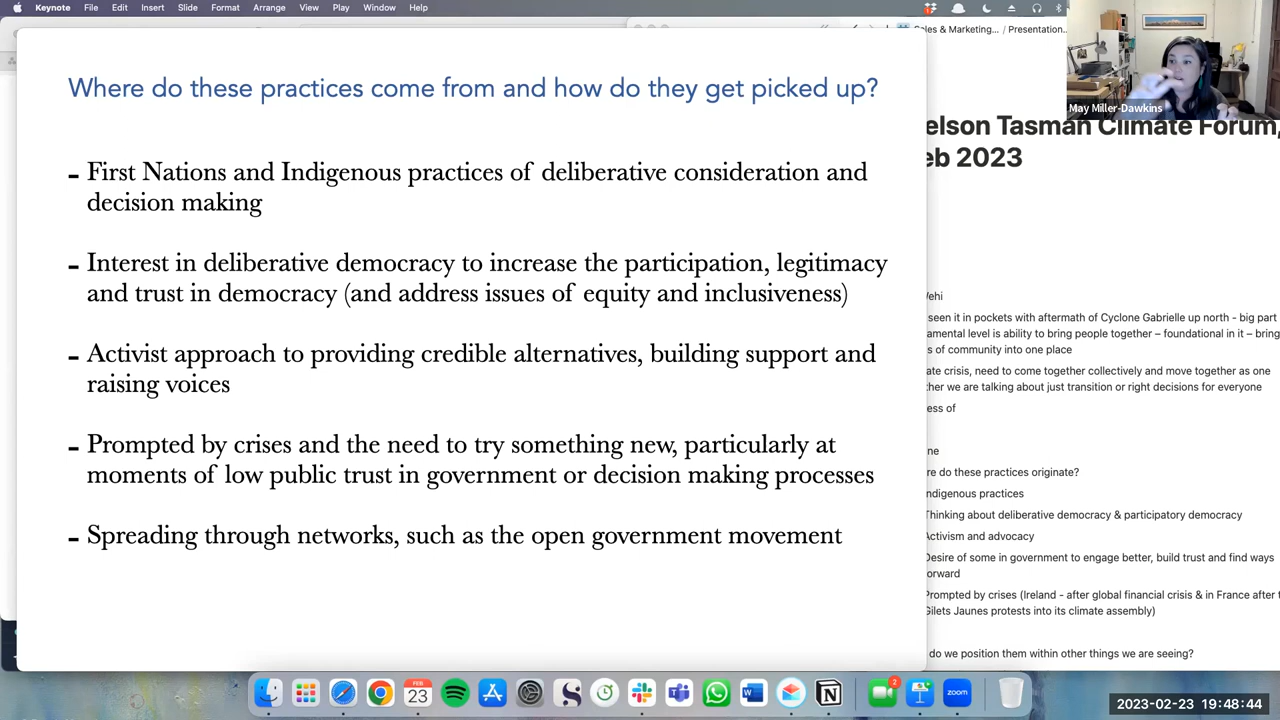 Keynote File Edit Insert Slide Format Arrange View Play Window Help
Sales & Marketing... / Presentation...
May Miller-Dawkins
Where do these practices come from and how do they get picked up?
- First Nations and Indigenous practices of deliberative consideration and
decision making
- Interest in deliberative democracy to increase the participation, legitimacy
and trust in democracy (and address issues of equity and inclusiveness)
- Activist approach to providing credible alternatives, building support and
raising voices
- Prompted by crises and the need to try something new, particularly at
moments of low public trust in government or decision making processes
- Spreading through networks, such as the open government movement
elson Tasman Climate Forum,
eb 2023
Vehi
seen it in pockets with aftermath of Cyclone Gabrielle up north - big part
amental level is ability to bring people together – foundational in it – bring
s of community into one place
ate crisis, need to come together collectively and move together as one
ther we are talking about just transition or right decisions for everyone
ess of
ne
re do these practices originate?
ndigenous practices
Thinking about deliberative democracy & participatory democracy
Activism and advocacy
Desire of some in government to engage better, build trust and find ways
orward
Prompted by crises (Ireland - after global financial crisis & in France after t
Gilets Jaunes protests into its climate assembly)
do we position them within other things we are seeing?
FEB
23
2
zoom
2023-02-23 19:48:44